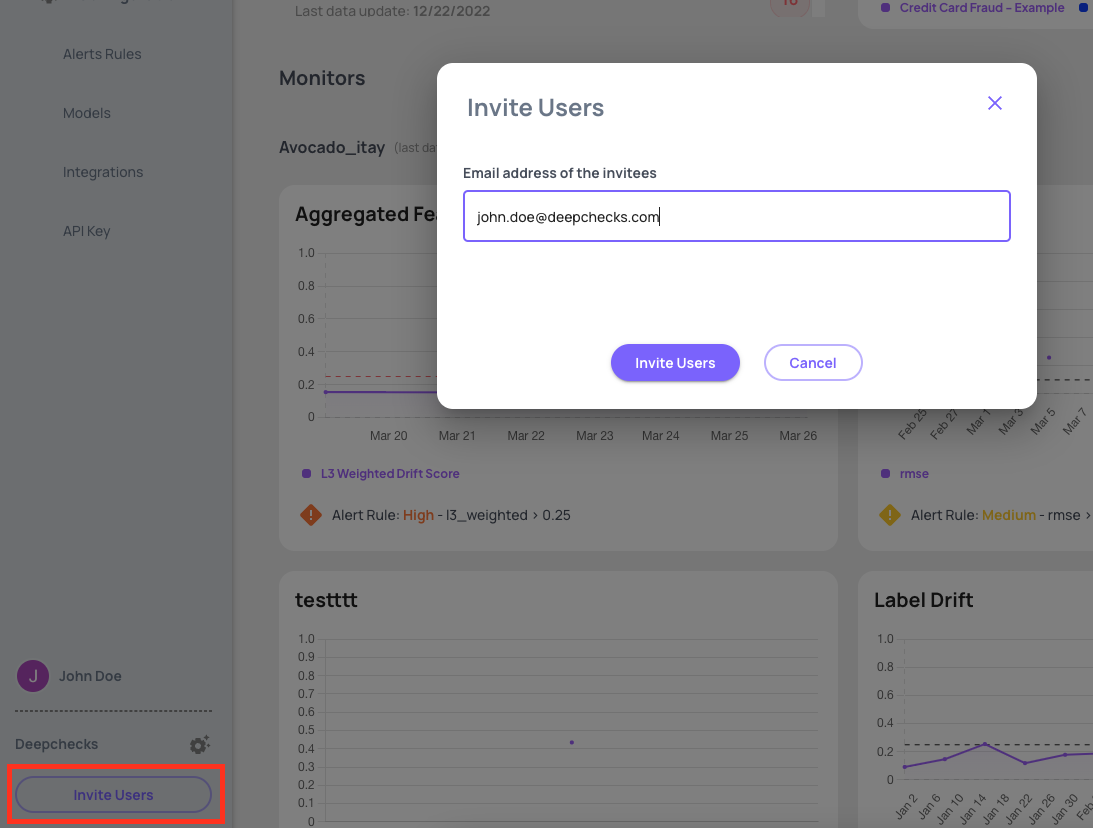 Last data update: 12/22/2022
10
Credit Card Fraud – Example
Alerts Rules
Models
Integrations
API Key
Monitors
Avocado_itay (last da
Invite Users
Email address of the invitees
john.doe@deepchecks.com
Invite Users
Cancel
Aggregated Fea
1.0
0.8
0.6
0.4
0.2
0
Mar 20 Mar 21 Mar 22 Mar 23 Mar 24 Mar 25 Mar 26
L3 Weighted Drift Score
Alert Rule: High - l3_weighted > 0.25
Feb 25 Feb 27 Mar 1 Mar 3 Mar 5 Mar 7
rmse
Alert Rule: Medium - rmse >
testttt
1.0
0.9
0.8
0.7
0.6
0.5
0.4
0.3
0.2
0.1
0
Label Drift
1.0
0.8
0.6
0.4
0.2
0
Jan 2 Jan 6 Jan 10 Jan 14 Jan 18 Jan 22 Jan 26 Jan 30 Feb
J
John Doe
Deepchecks
Invite Users